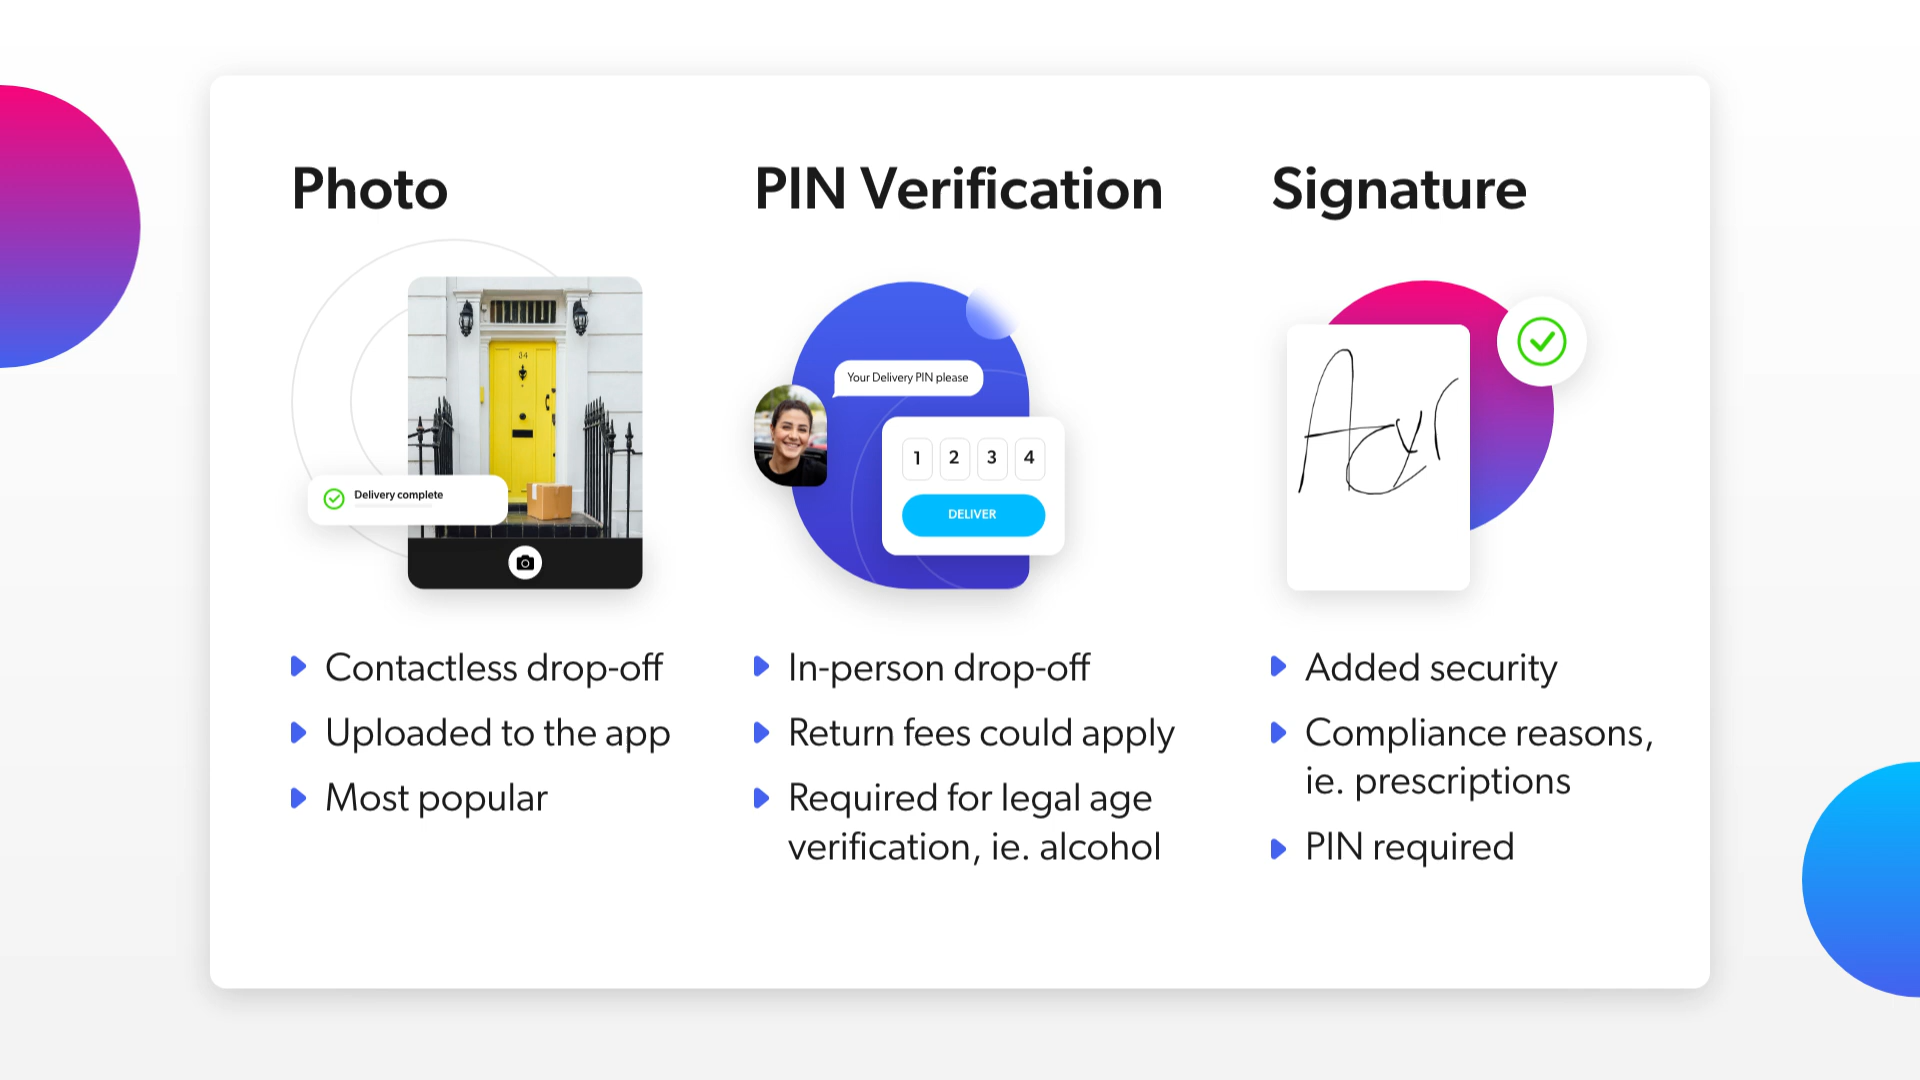 Photo
34
Delivery complete
Contactless drop-off
Uploaded to the app
Most popular
PIN Verification
Your Delivery PIN please
1 2 3 4
DELIVER
In-person drop-off
Return fees could apply
Required for legal age
verification, ie. alcohol
Signature
Added security
Compliance reasons,
ie. prescriptions
PIN required